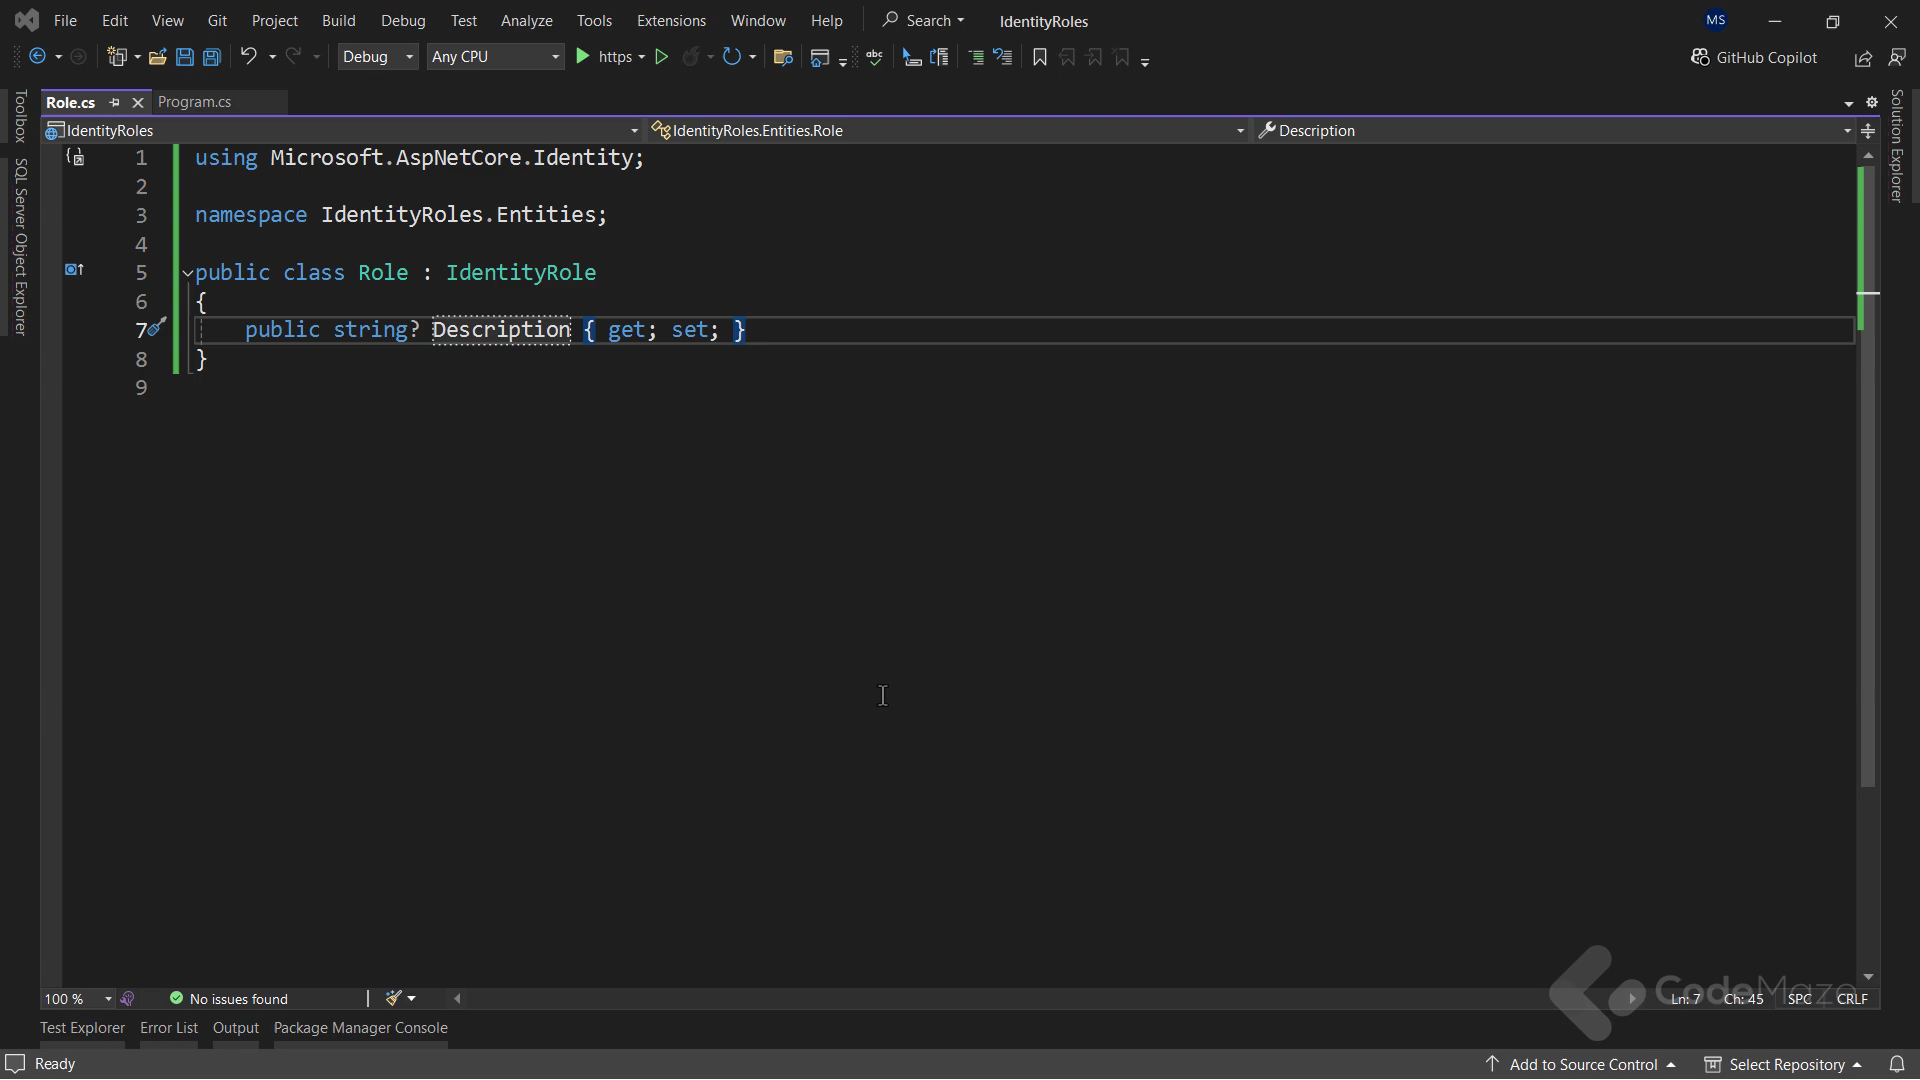 File Edit View Git Project Build Debug Test Analyze Tools Extensions Window Help Search IdentityRoles MS
Debug Any CPU https abc GitHub Copilot
Toolbox
SQL Server Object Explorer
Role.cs Program.cs
Solution Explorer
IdentityRoles IdentityRoles.Entities.Role Description
1 using Microsoft.AspNetCore.Identity;
2
3 namespace IdentityRoles.Entities;
4
5 public class Role : IdentityRole
6 {
7 public string? Description { get; set; }
8 }
9
CodeMaze
100 % No issues found Ln: 7 Ch: 45 SPC CRLF
Test Explorer Error List Output Package Manager Console
Ready Add to Source Control Select Repository